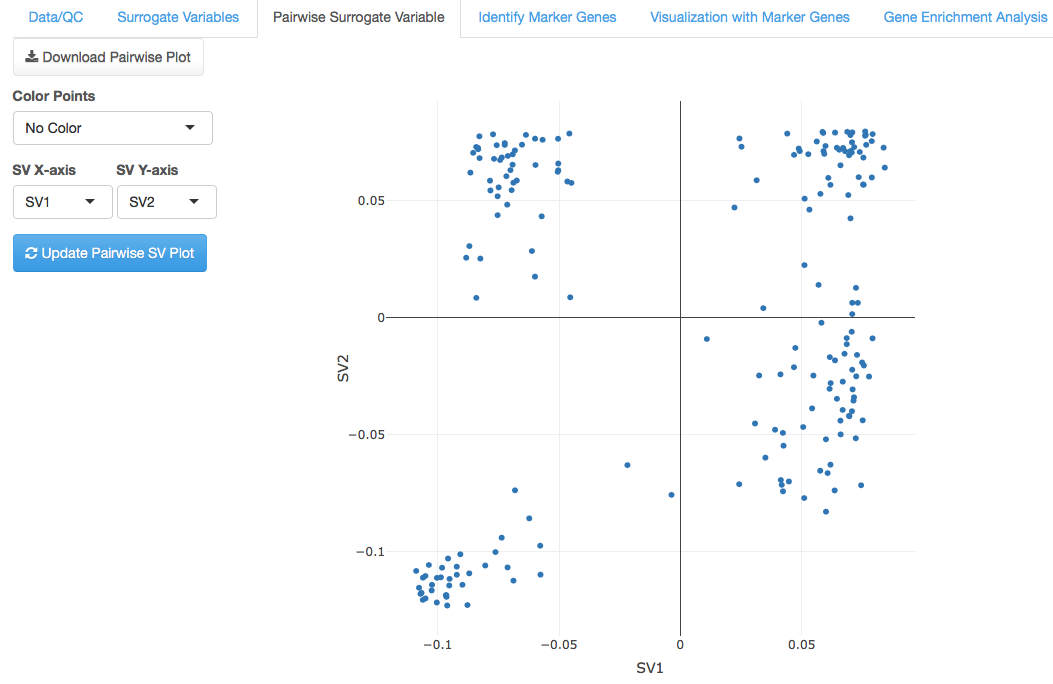 Data/QC Surrogate Variables Pairwise Surrogate Variable Identify Marker Genes Visualization with Marker Genes Gene Enrichment Analysis
Download Pairwise Plot
Color Points
No Color
SV X-axis SV Y-axis
SV1 SV2
Update Pairwise SV Plot
0.05
0
−0.05
−0.1
SV2
−0.1 −0.05 0 0.05
SV1